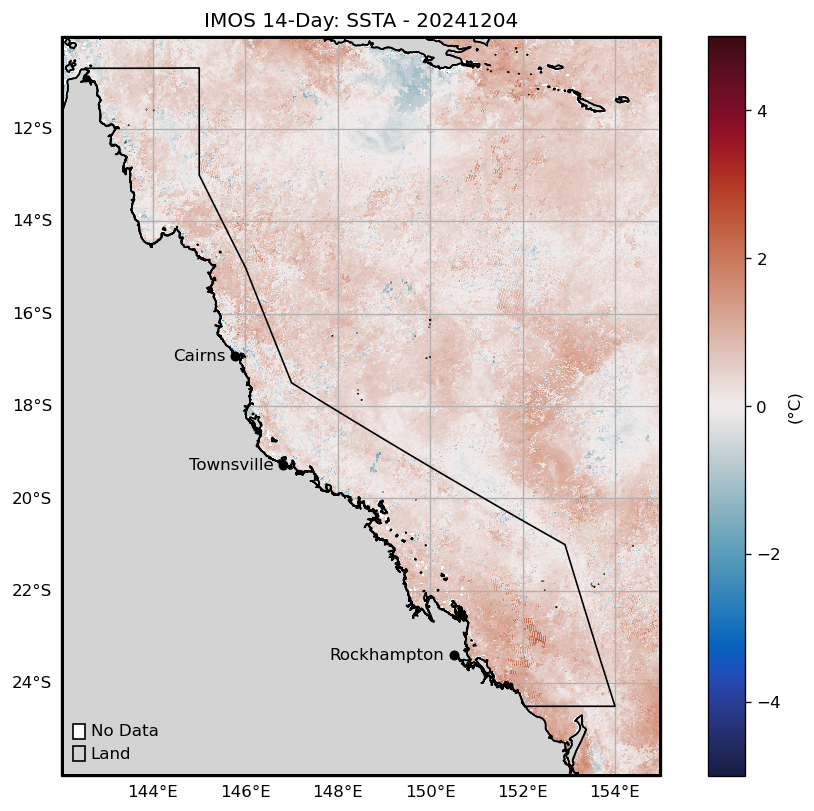 IMOS 14-Day: SSTA - 20241204
12°S
14°S
16°S
18°S
20°S
22°S
24°S
Cairns
Townsville
Rockhampton
No Data
Land
144°E 146°E 148°E 150°E 152°E 154°E
4
2
0
−2
−4
(°C)